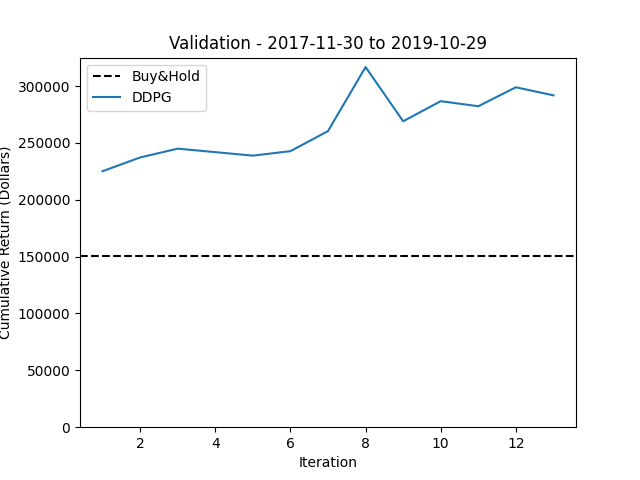 Validation - 2017-11-30 to 2019-10-29
Buy&Hold
DDPG
Cumulative Return (Dollars)
300000
250000
200000
150000
100000
50000
0
2 4 6 8 10 12
Iteration